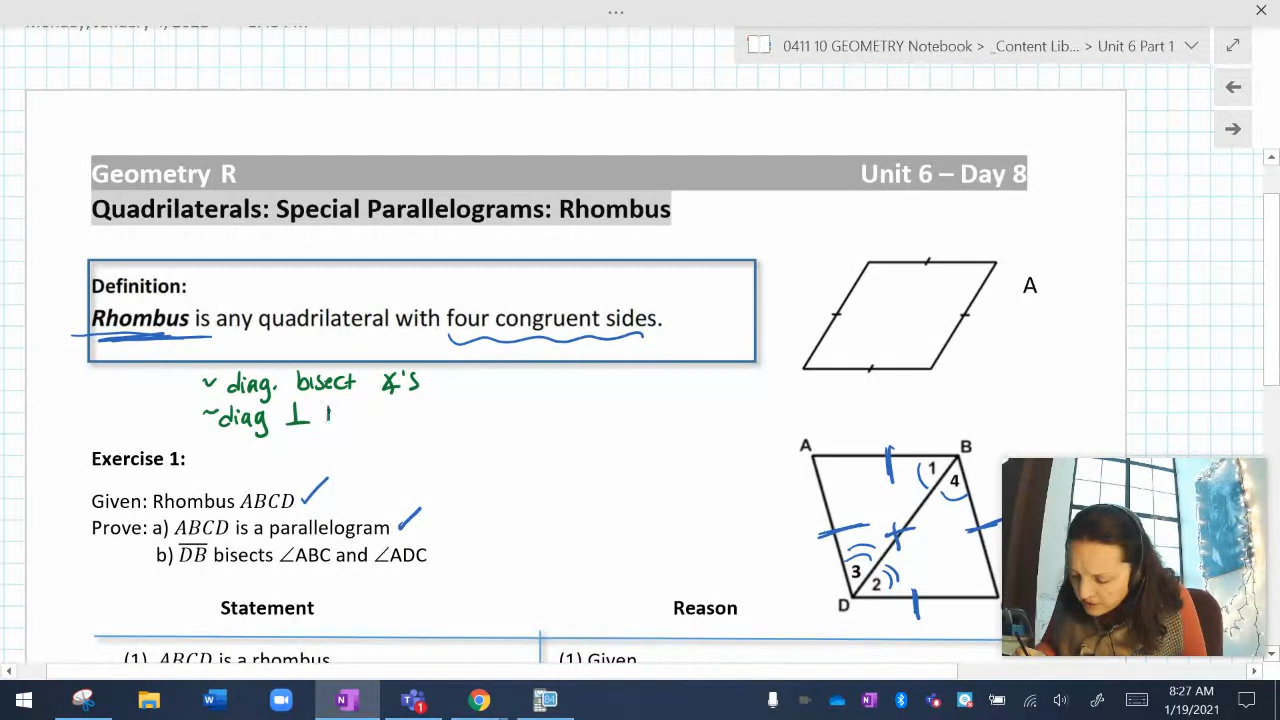 0411 10 GEOMETRY Notebook > _Content Lib... > Unit 6 Part 1
Geometry R Unit 6 – Day 8
Quadrilaterals: Special Parallelograms: Rhombus
Definition:
Rhombus is any quadrilateral with four congruent sides.
A
~ diag. bisect ∡'s
~diag ⊥
Exercise 1:
Given: Rhombus ABCD ✓
Prove: a) ABCD is a parallelogram ✓
b) DB bisects ∠ABC and ∠ADC
A B
1
4
3
2
D
Statement Reason
(1) ABCD is a rhombus (1) Given
84
1
8:27 AM
1/19/2021